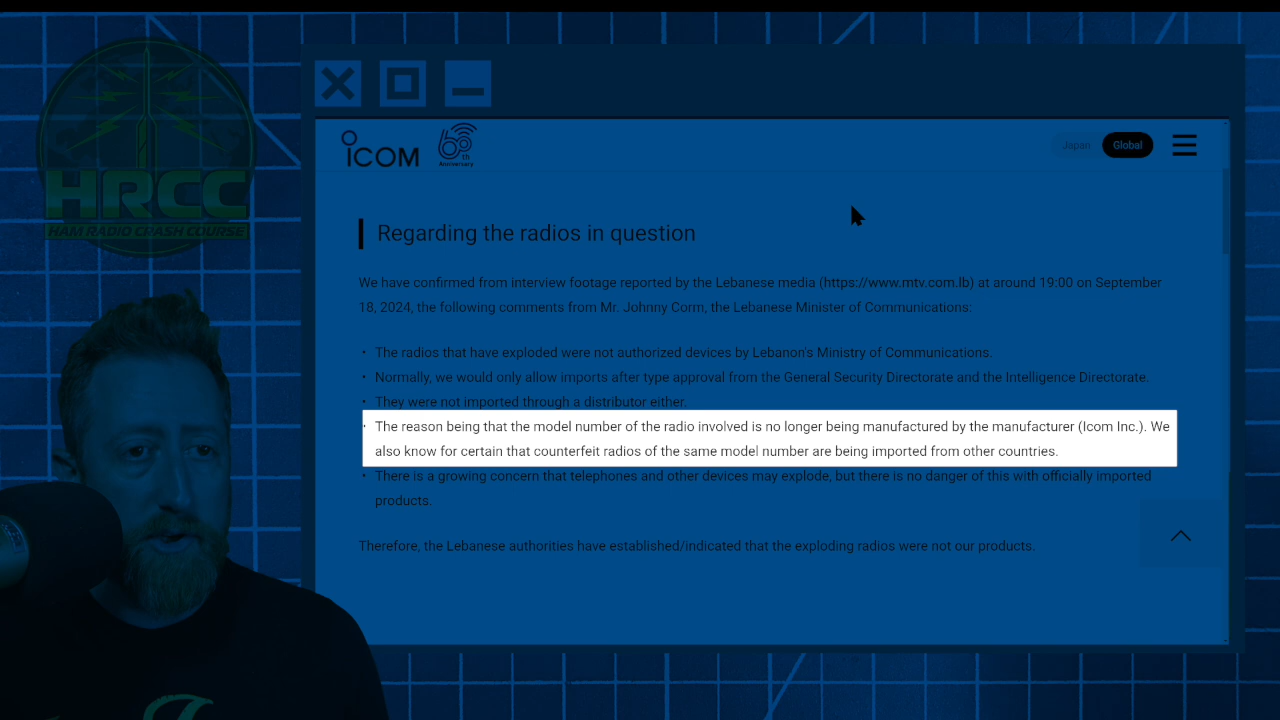 HRCC
HAM RADIO CRASH COURSE
ICOM
60th
Anniversary
Japan
Global
Regarding the radios in question
We have confirmed from interview footage reported by the Lebanese media (https://www.mtv.com.lb) at around 19:00 on September
18, 2024, the following comments from Mr. Johnny Corm, the Lebanese Minister of Communications:
・ The radios that have exploded were not authorized devices by Lebanon's Ministry of Communications.
・ Normally, we would only allow imports after type approval from the General Security Directorate and the Intelligence Directorate.
・ They were not imported through a distributor either.
・ The reason being that the model number of the radio involved is no longer being manufactured by the manufacturer (Icom Inc.). We
also know for certain that counterfeit radios of the same model number are being imported from other countries.
・ There is a growing concern that telephones and other devices may explode, but there is no danger of this with officially imported
products.
Therefore, the Lebanese authorities have established/indicated that the exploding radios were not our products.